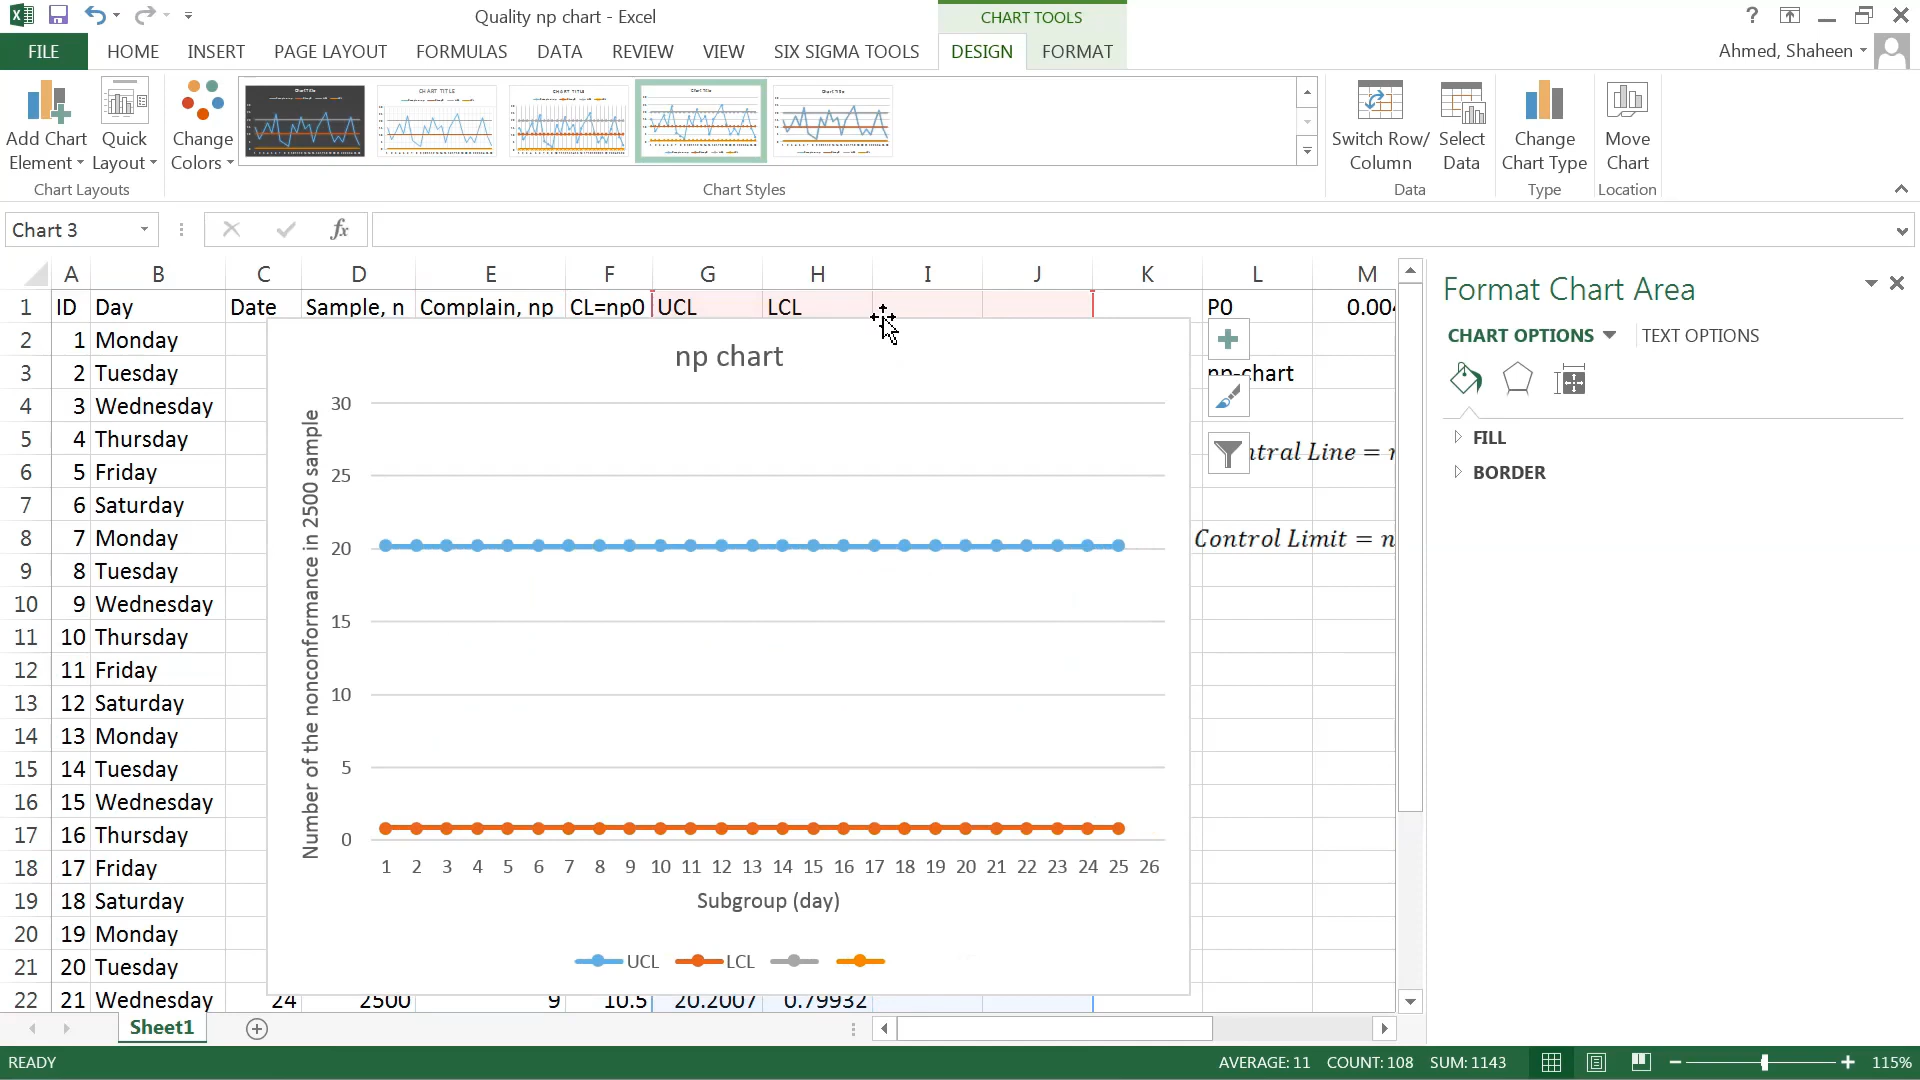 Quality np chart - Excel
CHART TOOLS
?
FILE
HOME
INSERT
PAGE LAYOUT
FORMULAS
DATA
REVIEW
VIEW
SIX SIGMA TOOLS
DESIGN
FORMAT
Ahmed, Shaheen
Add Chart Element
Quick Layout
Change Colors
Switch Row/ Column
Select Data
Change Chart Type
Move Chart
Chart Layouts
Chart Styles
Data
Type
Location
Chart 3
fx
A B C D E F G H I J K L M
1 ID Day Date Sample, n Complain, np CL=np0 UCL LCL P0 0.004
2 1 Monday
3 2 Tuesday
np-chart
4 3 Wednesday
5 4 Thursday
ntral Line = n
6 5 Friday
7 6 Saturday
8 7 Monday
Control Limit = n
9 8 Tuesday
10 9 Wednesday
11 10 Thursday
12 11 Friday
13 12 Saturday
14 13 Monday
15 14 Tuesday
16 15 Wednesday
17 16 Thursday
18 17 Friday
19 18 Saturday
20 19 Monday
21 20 Tuesday
22 21 Wednesday 24 2500 9 10.5 20.2007 0.79932
np chart
Number of the nonconformance in 2500 sample
30
25
20
15
10
5
0
1 2 3 4 5 6 7 8 9 10 11 12 13 14 15 16 17 18 19 20 21 22 23 24 25 26
Subgroup (day)
UCL LCL
Format Chart Area
CHART OPTIONS
TEXT OPTIONS
FILL
BORDER
Sheet1
READY
AVERAGE: 11 COUNT: 108 SUM: 1143
115%